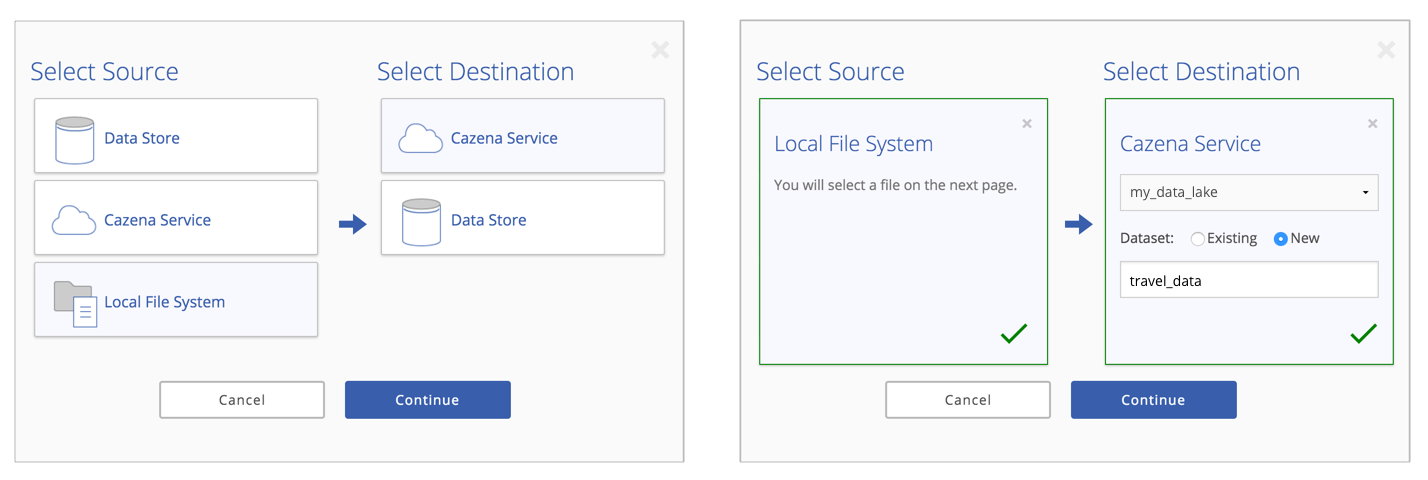 Select Source
Data Store
Cazena Service
Local File System
Select Destination
Cazena Service
Data Store
Cancel
Continue
Select Source
Local File System
You will select a file on the next page.
Select Destination
Cazena Service
my_data_lake
Dataset: Existing New
travel_data
Cancel
Continue